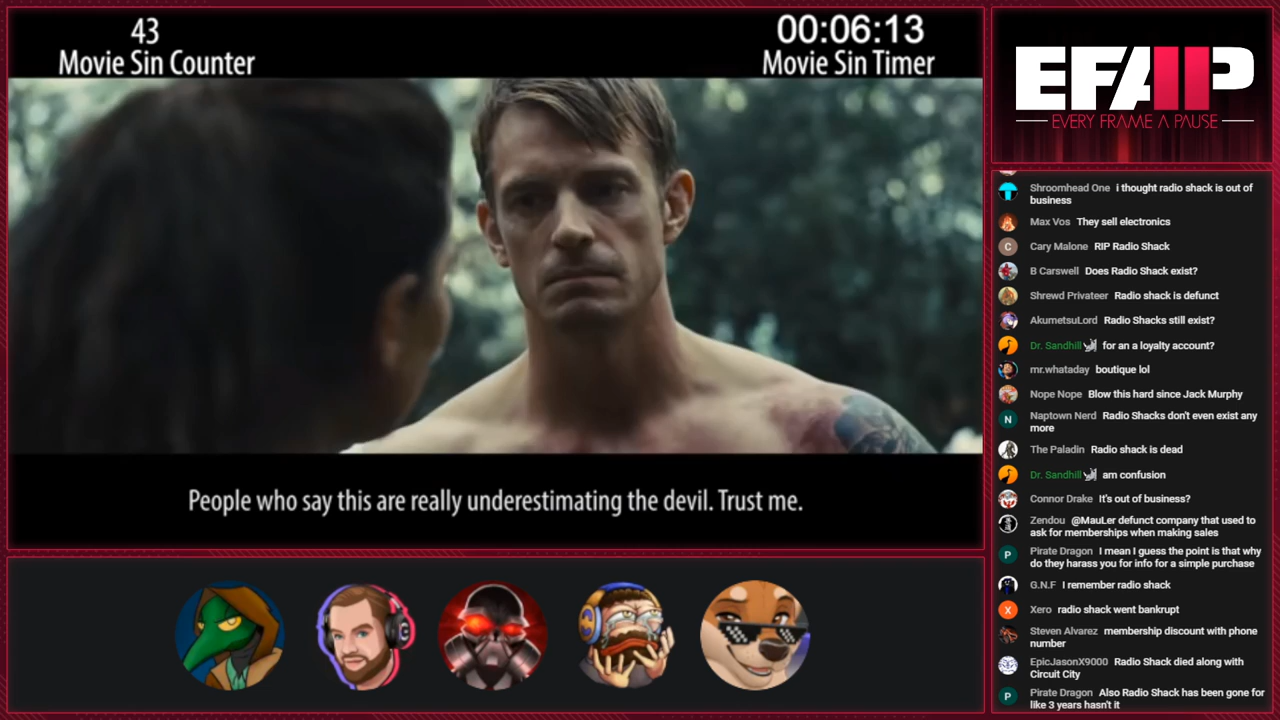 43
Movie Sin Counter
00:06:13
Movie Sin Timer
People who say this are really underestimating the devil. Trust me.
EFAP
EVERY FRAME A PAUSE
Shroomhead One i thought radio shack is out of
business
Max Vos They sell electronics
C
Cary Malone RIP Radio Shack
B Carswell Does Radio Shack exist?
Shrewd Privateer Radio shack is defunct
AkumetsuLord Radio Shacks still exist?
Dr. Sandhill for an a loyalty account?
mr.whataday boutique lol
Nope Nope Blow this hard since Jack Murphy
N
Naptown Nerd Radio Shacks don't even exist any
more
The Paladin Radio shack is dead
Dr. Sandhill am confusion
Connor Drake It's out of business?
Zendou @MauLer defunct company that used to
ask for memberships when making sales
P
Pirate Dragon I mean I guess the point is that why
do they harass you for info for a simple purchase
G.N.F I remember radio shack
X
Xero radio shack went bankrupt
Steven Alvarez membership discount with phone
number
EpicJasonX9000 Radio Shack died along with
Circuit City
P
Pirate Dragon Also Radio Shack has been gone for
like 3 years hasn't it